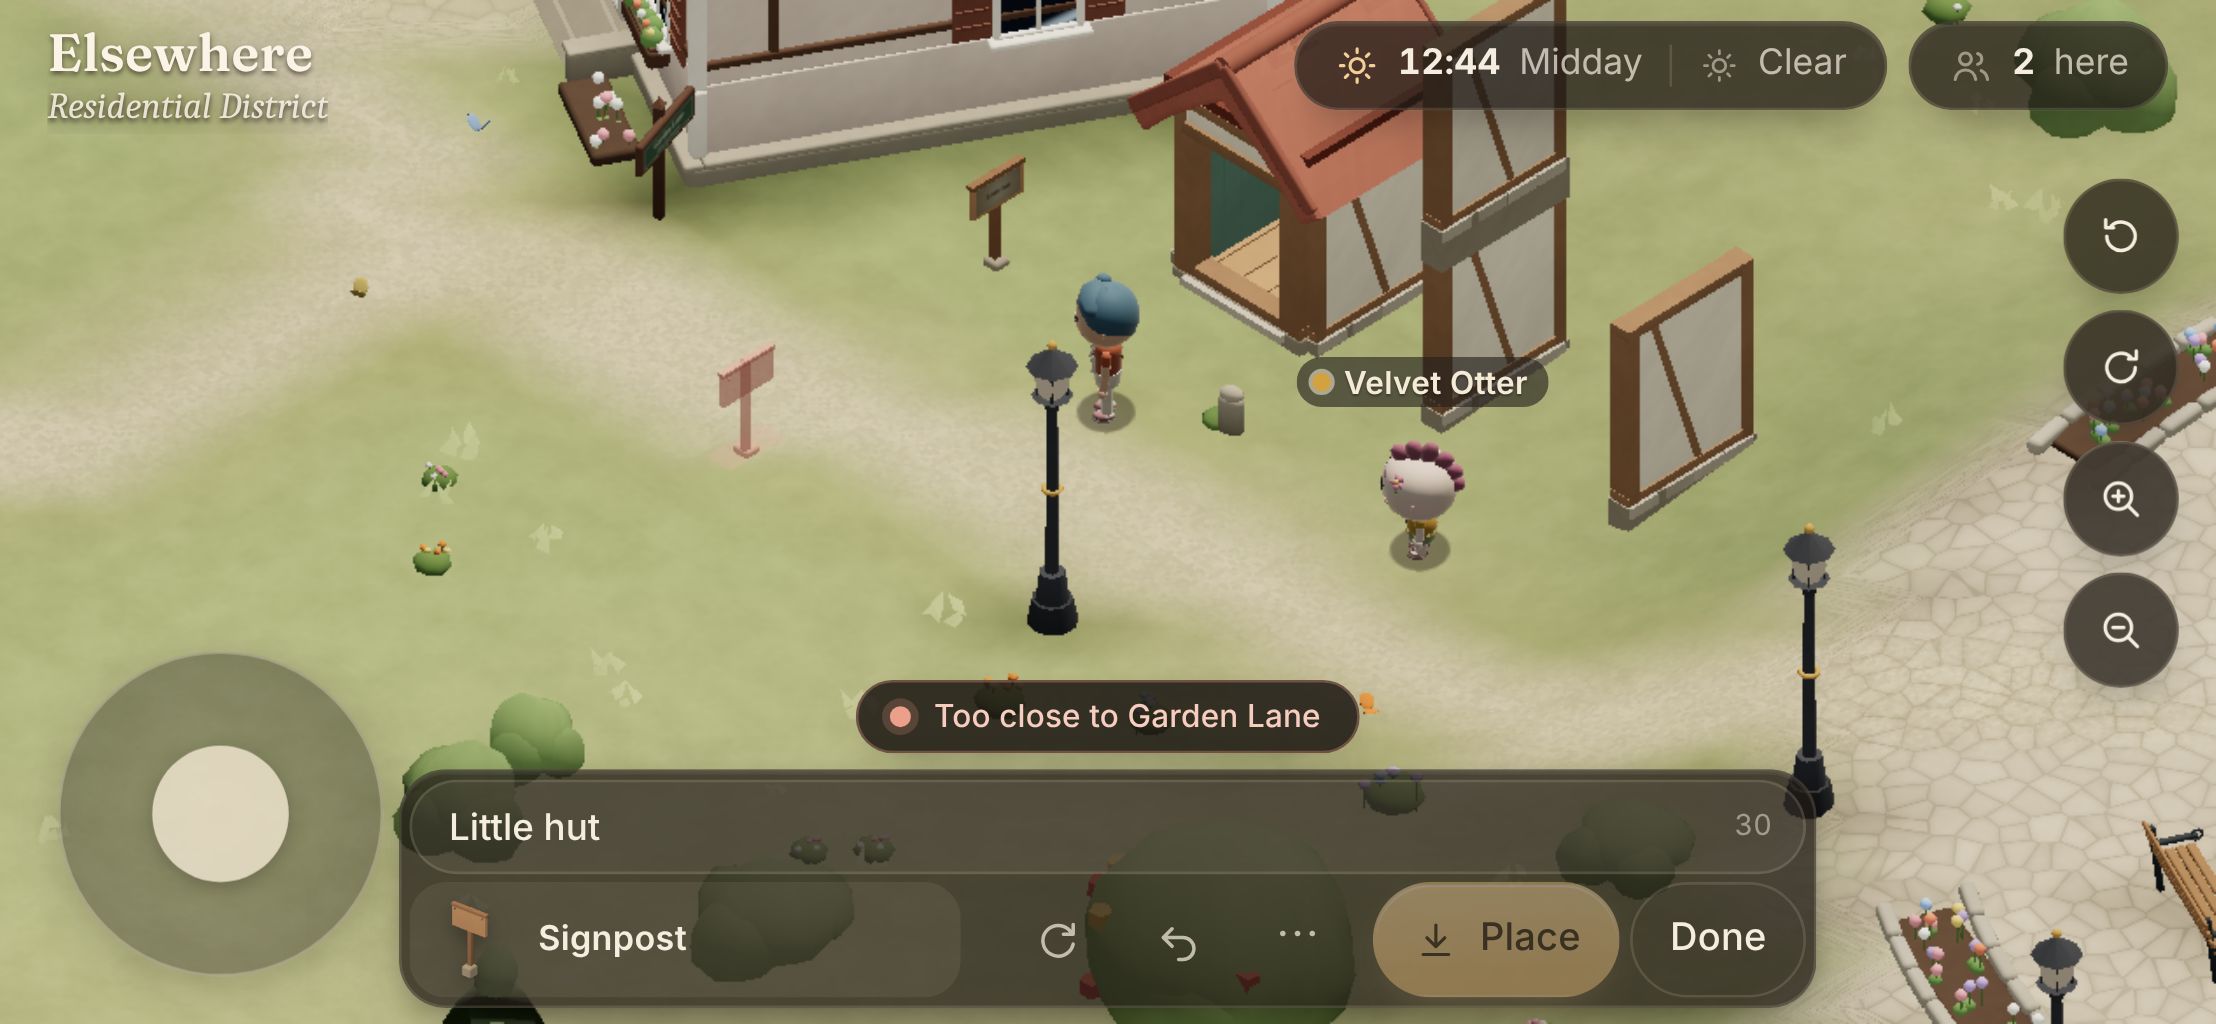 Elsewhere
Residential District
12:44 Midday Clear
2 here
Velvet Otter
Too close to Garden Lane
Little hut
30
Signpost
Place
Done